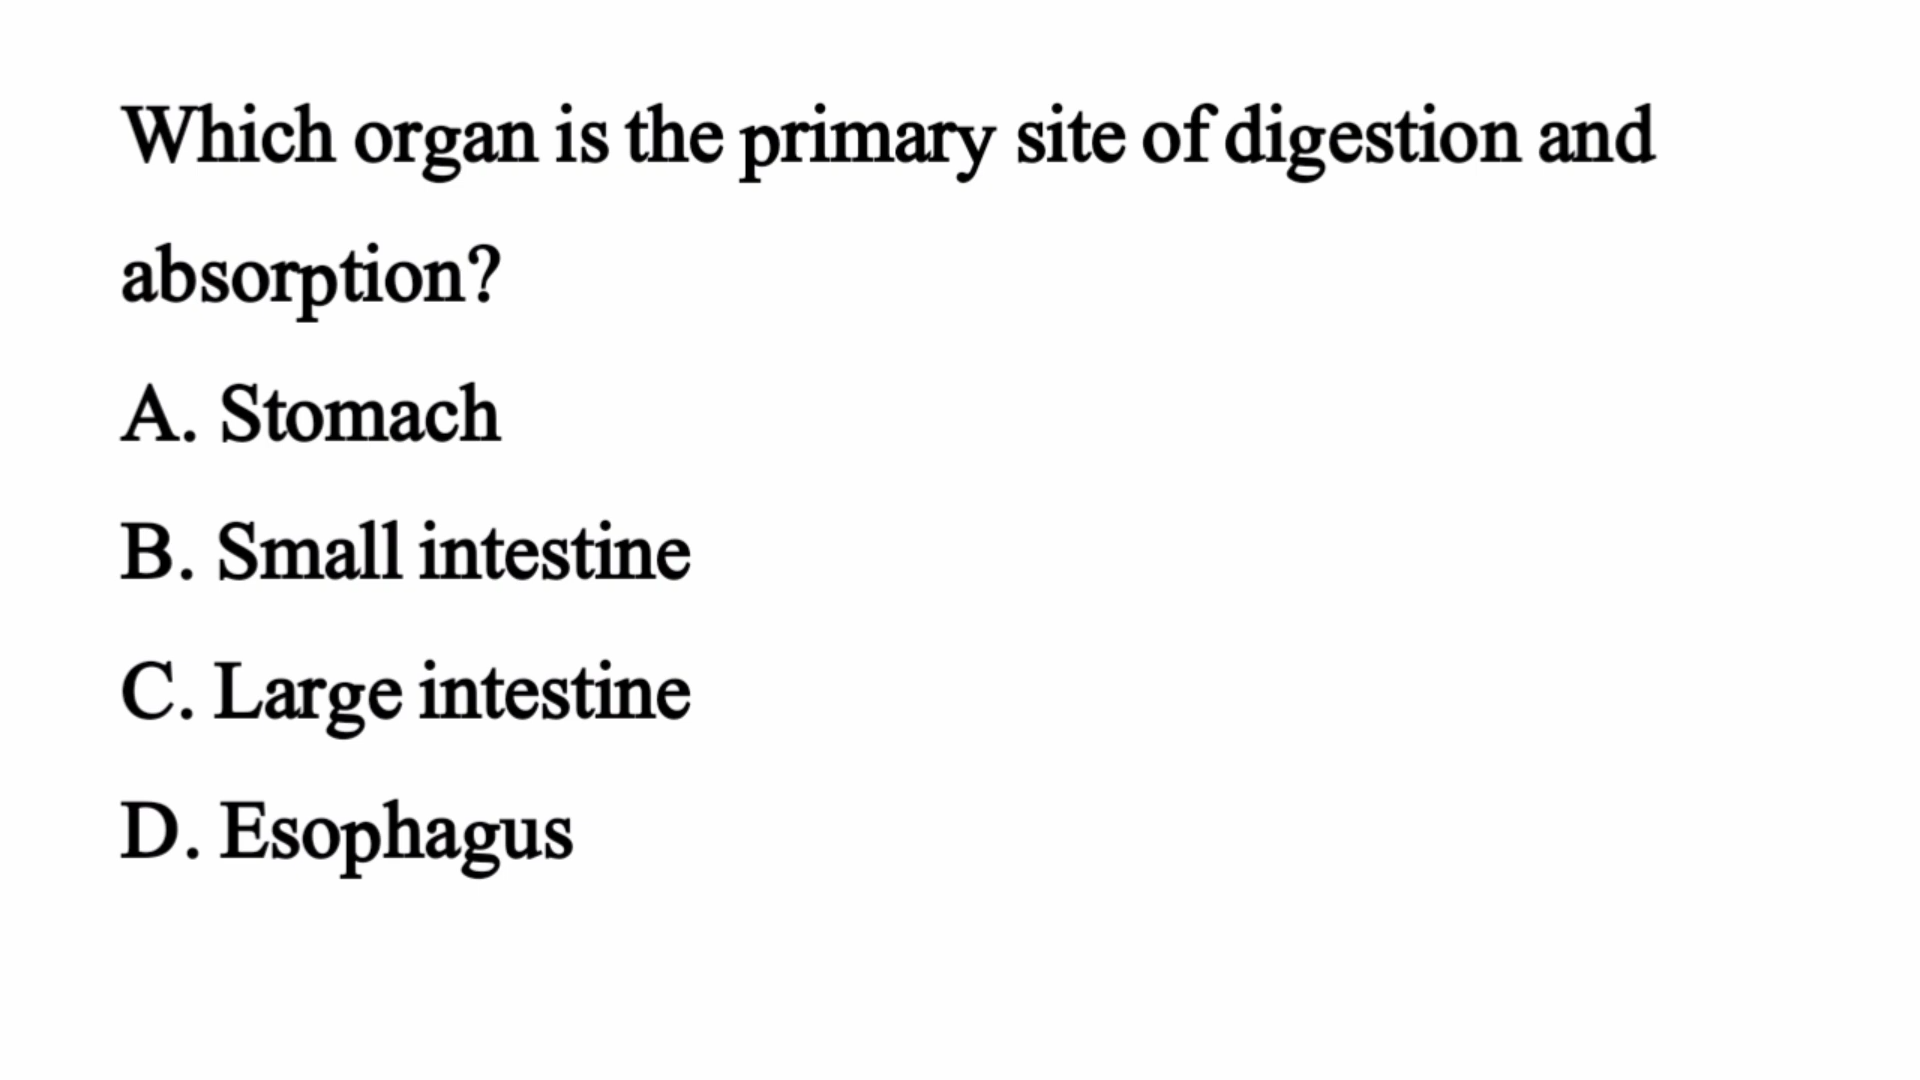 Which organ is the primary site of digestion and
absorption?
A. Stomach
B. Small intestine
C. Large intestine
D. Esophagus